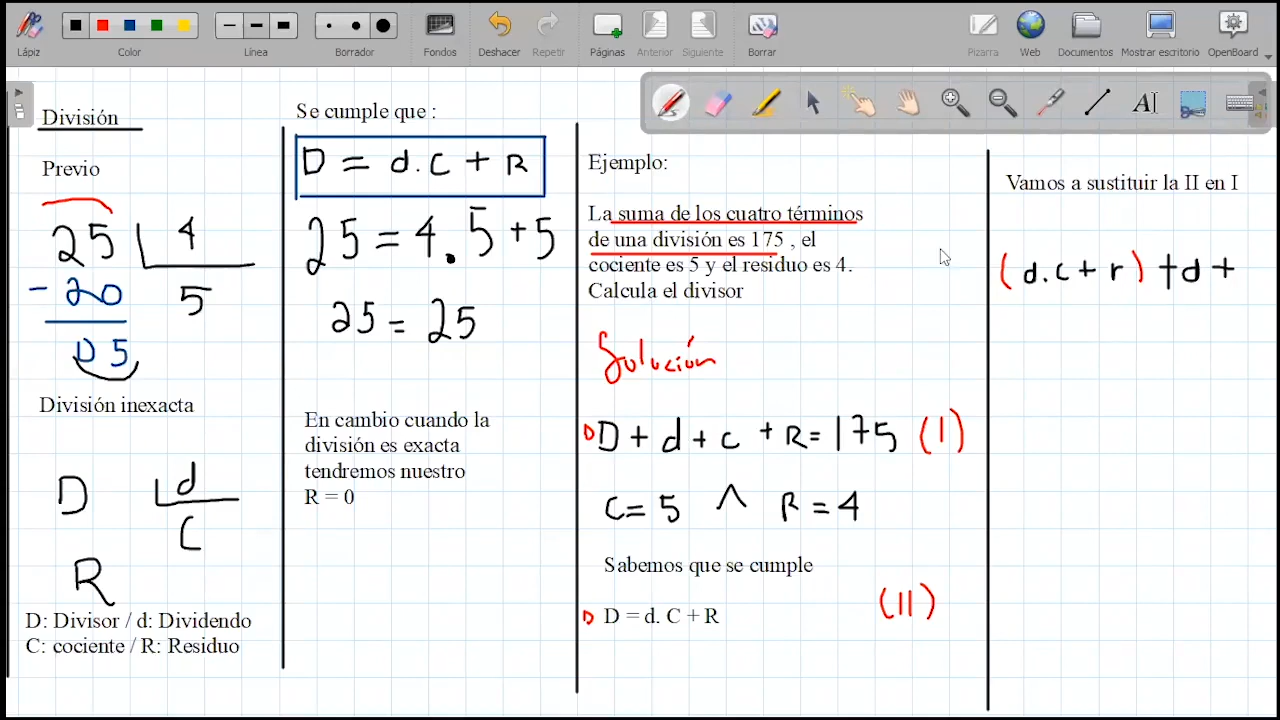 Lápiz
Color
Línea
Borrador
Fondos
Deshacer
Repetir
Páginas
Anterior
Siguiente
Borrar
Pizarra
Web
Documentos
Mostrar escritorio
OpenBoard
División
Previo
25 4
- 20 5
05
División inexacta
D d
C
R
D: Divisor / d: Dividendo
C: cociente / R: Residuo
Se cumple que :
D = d.C + R
25 = 4.5+5
25 = 25
En cambio cuando la
división es exacta
tendremos nuestro
R = 0
Ejemplo:
La suma de los cuatro términos
de una división es 175 , el
cociente es 5 y el residuo es 4.
Calcula el divisor
Solución
D + d + c + R = 175 (I)
C = 5 ∧ R = 4
Sabemos que se cumple
D = d. C + R (II)
Vamos a sustituir la II en I
(d.c + r) + d +